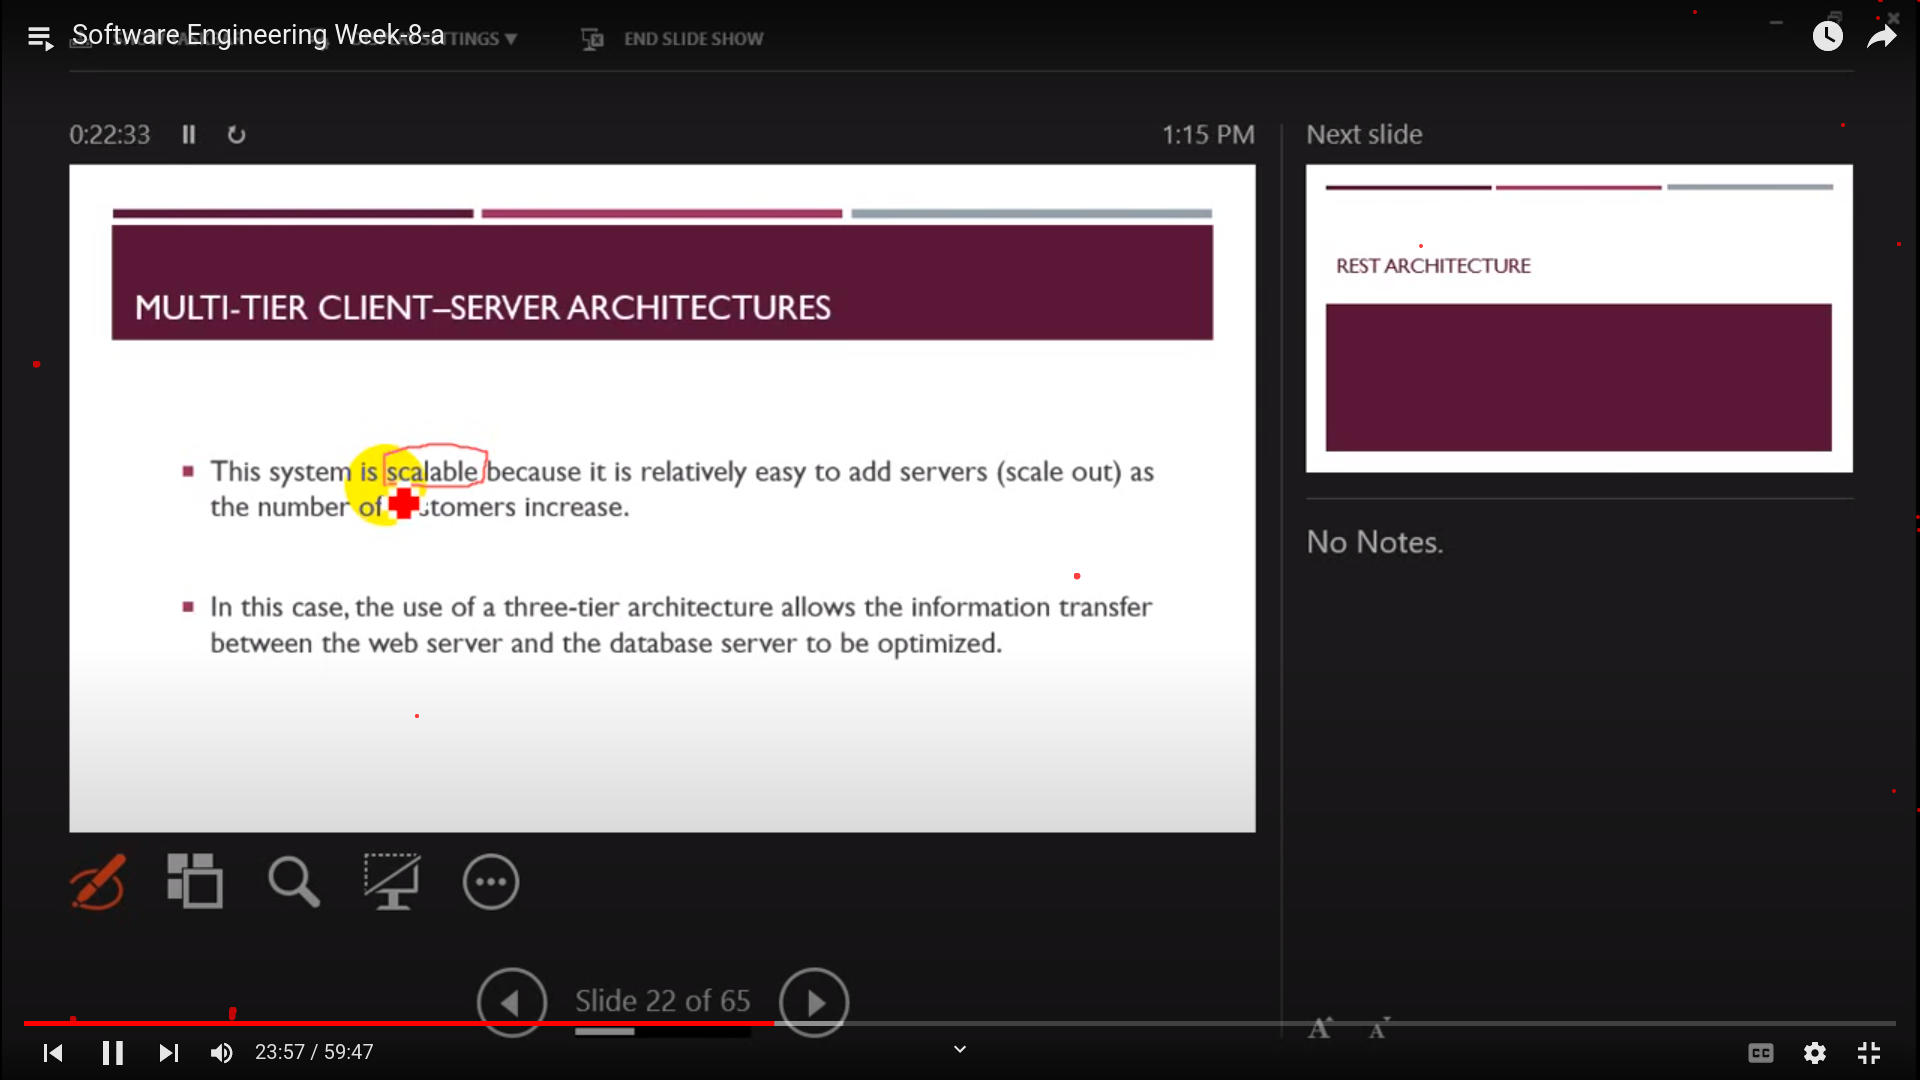 Software Engineering Week-8-a
SETTINGS ▼
END SLIDE SHOW
0:22:33
1:15 PM
Next slide
MULTI-TIER CLIENT–SERVER ARCHITECTURES
REST ARCHITECTURE
This system is scalable because it is relatively easy to add servers (scale out) as
the number of stomers increase.
In this case, the use of a three-tier architecture allows the information transfer
between the web server and the database server to be optimized.
No Notes.
Slide 22 of 65
A A
23:57 / 59:47
CC